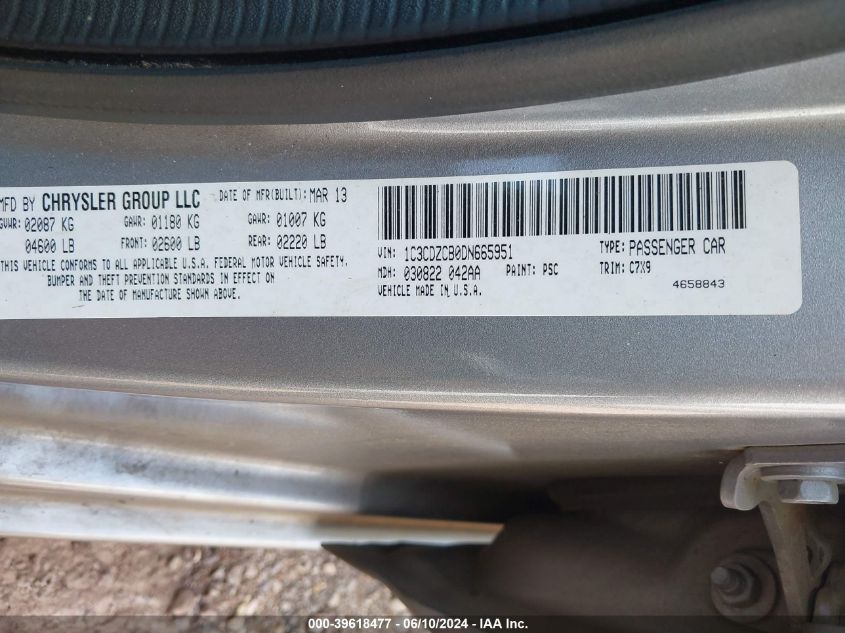 MFD BY CHRYSLER GROUP LLC DATE OF MFR(BUILT): MAR 13
GVWR: 02087 KG GAWR: 01180 KG GAWR: 01007 KG
04600 LB FRONT: 02600 LB REAR: 02220 LB
THIS VEHICLE CONFORMS TO ALL APPLICABLE U.S.A. FEDERAL MOTOR VEHICLE SAFETY,
BUMPER AND THEFT PREVENTION STANDARDS IN EFFECT ON
THE DATE OF MANUFACTURE SHOWN ABOVE.
VIN: 1C3CDZCB0DN665951 TYPE: PASSENGER CAR
MDH: 030822 042AA PAINT: PSC TRIM: C7X9
VEHICLE MADE IN U.S.A. 4658843
000-39618477 - 06/10/2024 - IAA Inc.